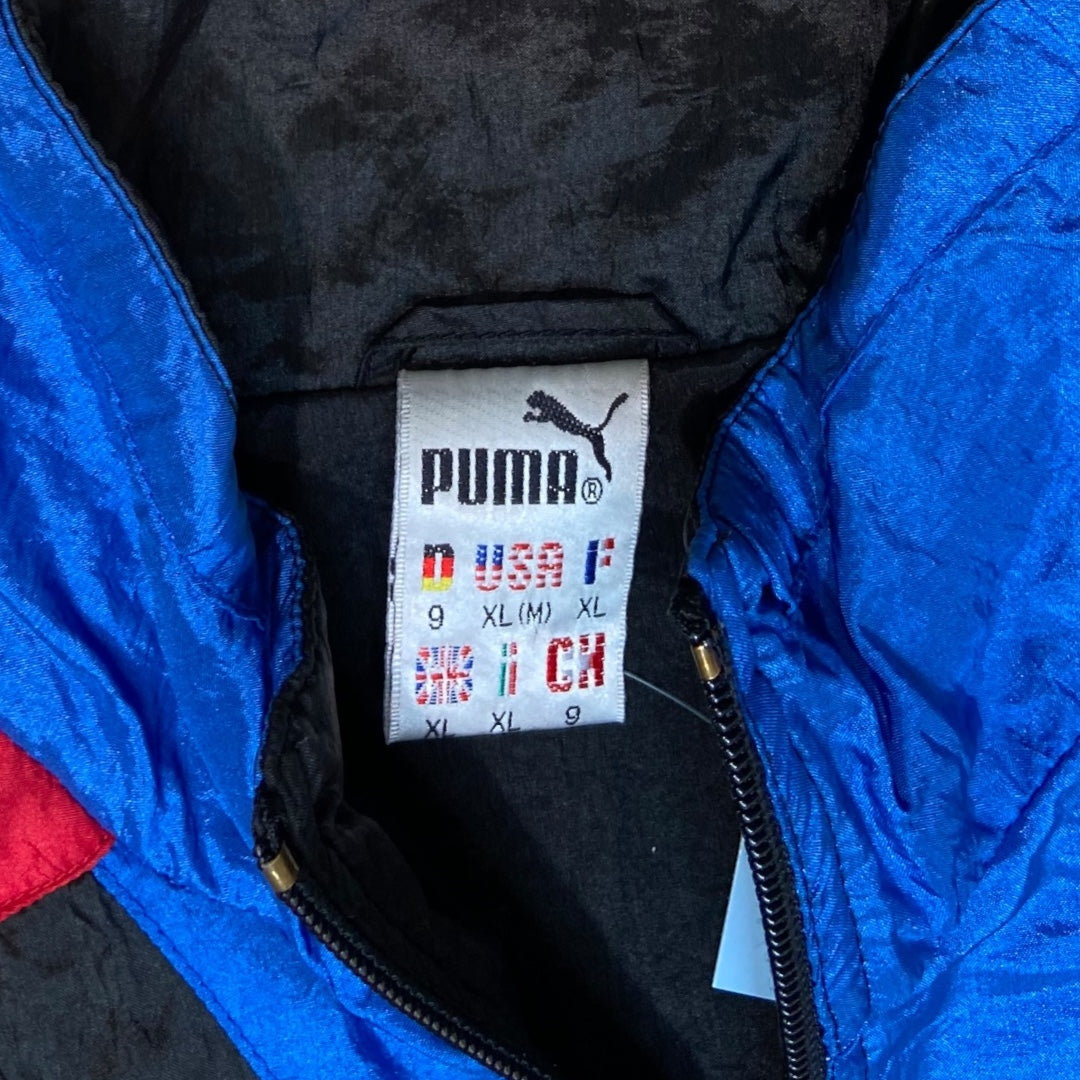 PUMA®
D USA F
9 XL (M) XL
I CH
XL XL 9